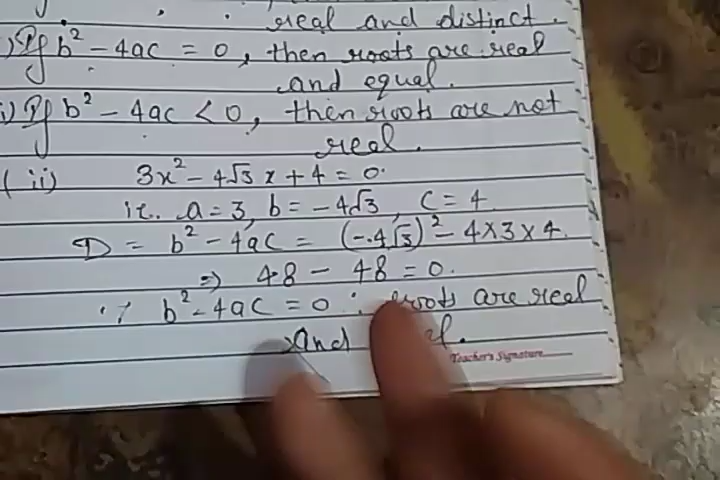 real and distinct.
) If b² - 4ac = 0, then roots are real
and equal.
i) If b² - 4ac < 0, then roots are not
real.
(ii) 3x² - 4√3 x + 4 = 0.
ie. a = 3, b = -4√3, c = 4
D = b² - 4ac = (-4√3)² - 4×3×4.
⇒ 48 - 48 = 0.
∵ b² - 4ac = 0 ∴ roots are real
and
Teacher's Signature